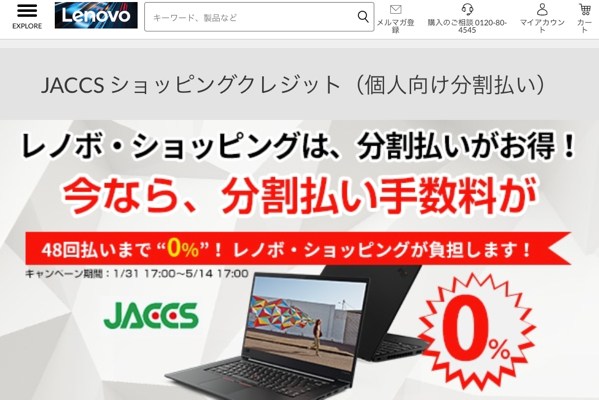 EXPLORE
Lenovo
キーワード、製品など
メルマガ登録
購入のご相談 0120-80-4545
マイアカウント
カート
JACCS ショッピングクレジット（個人向け分割払い）
レノボ・ショッピングは、分割払いがお得！
今なら、分割払い手数料が
48回払いまで “0%”！ レノボ・ショッピングが負担します！
キャンペーン期間：1/31 17:00～5/14 17:00
JACCS
0%